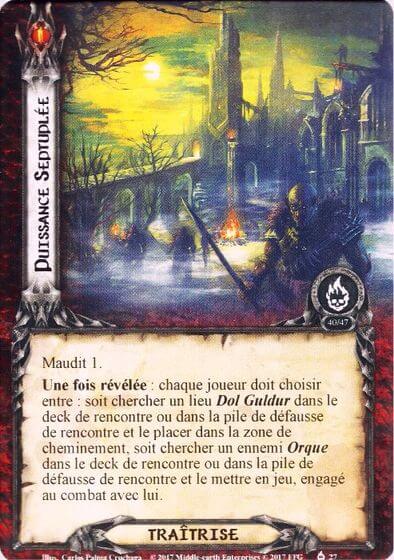 Puissance Septuplée
40/47
Maudit 1.
Une fois révélée : chaque joueur doit choisir
entre : soit chercher un lieu Dol Guldur dans le
deck de rencontre ou dans la pile de défausse
de rencontre et le placer dans la zone de
cheminement, soit chercher un ennemi Orque
dans le deck de rencontre ou dans la pile de
défausse de rencontre et le mettre en jeu, engagé
au combat avec lui.
TRAÎTRISE
Illus. Carlos Palma Cruchaga © 2017 Middle-earth Enterprises © 2017 FFG 27